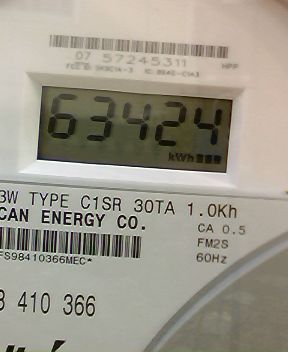 07 57245311
HPP
63424
kWh
3W TYPE C1SR 30TA 1.0Kh
CAN ENERGY CO.
CA 0.5
FM2S
60Hz
FS98410366MEC*
8 410 366